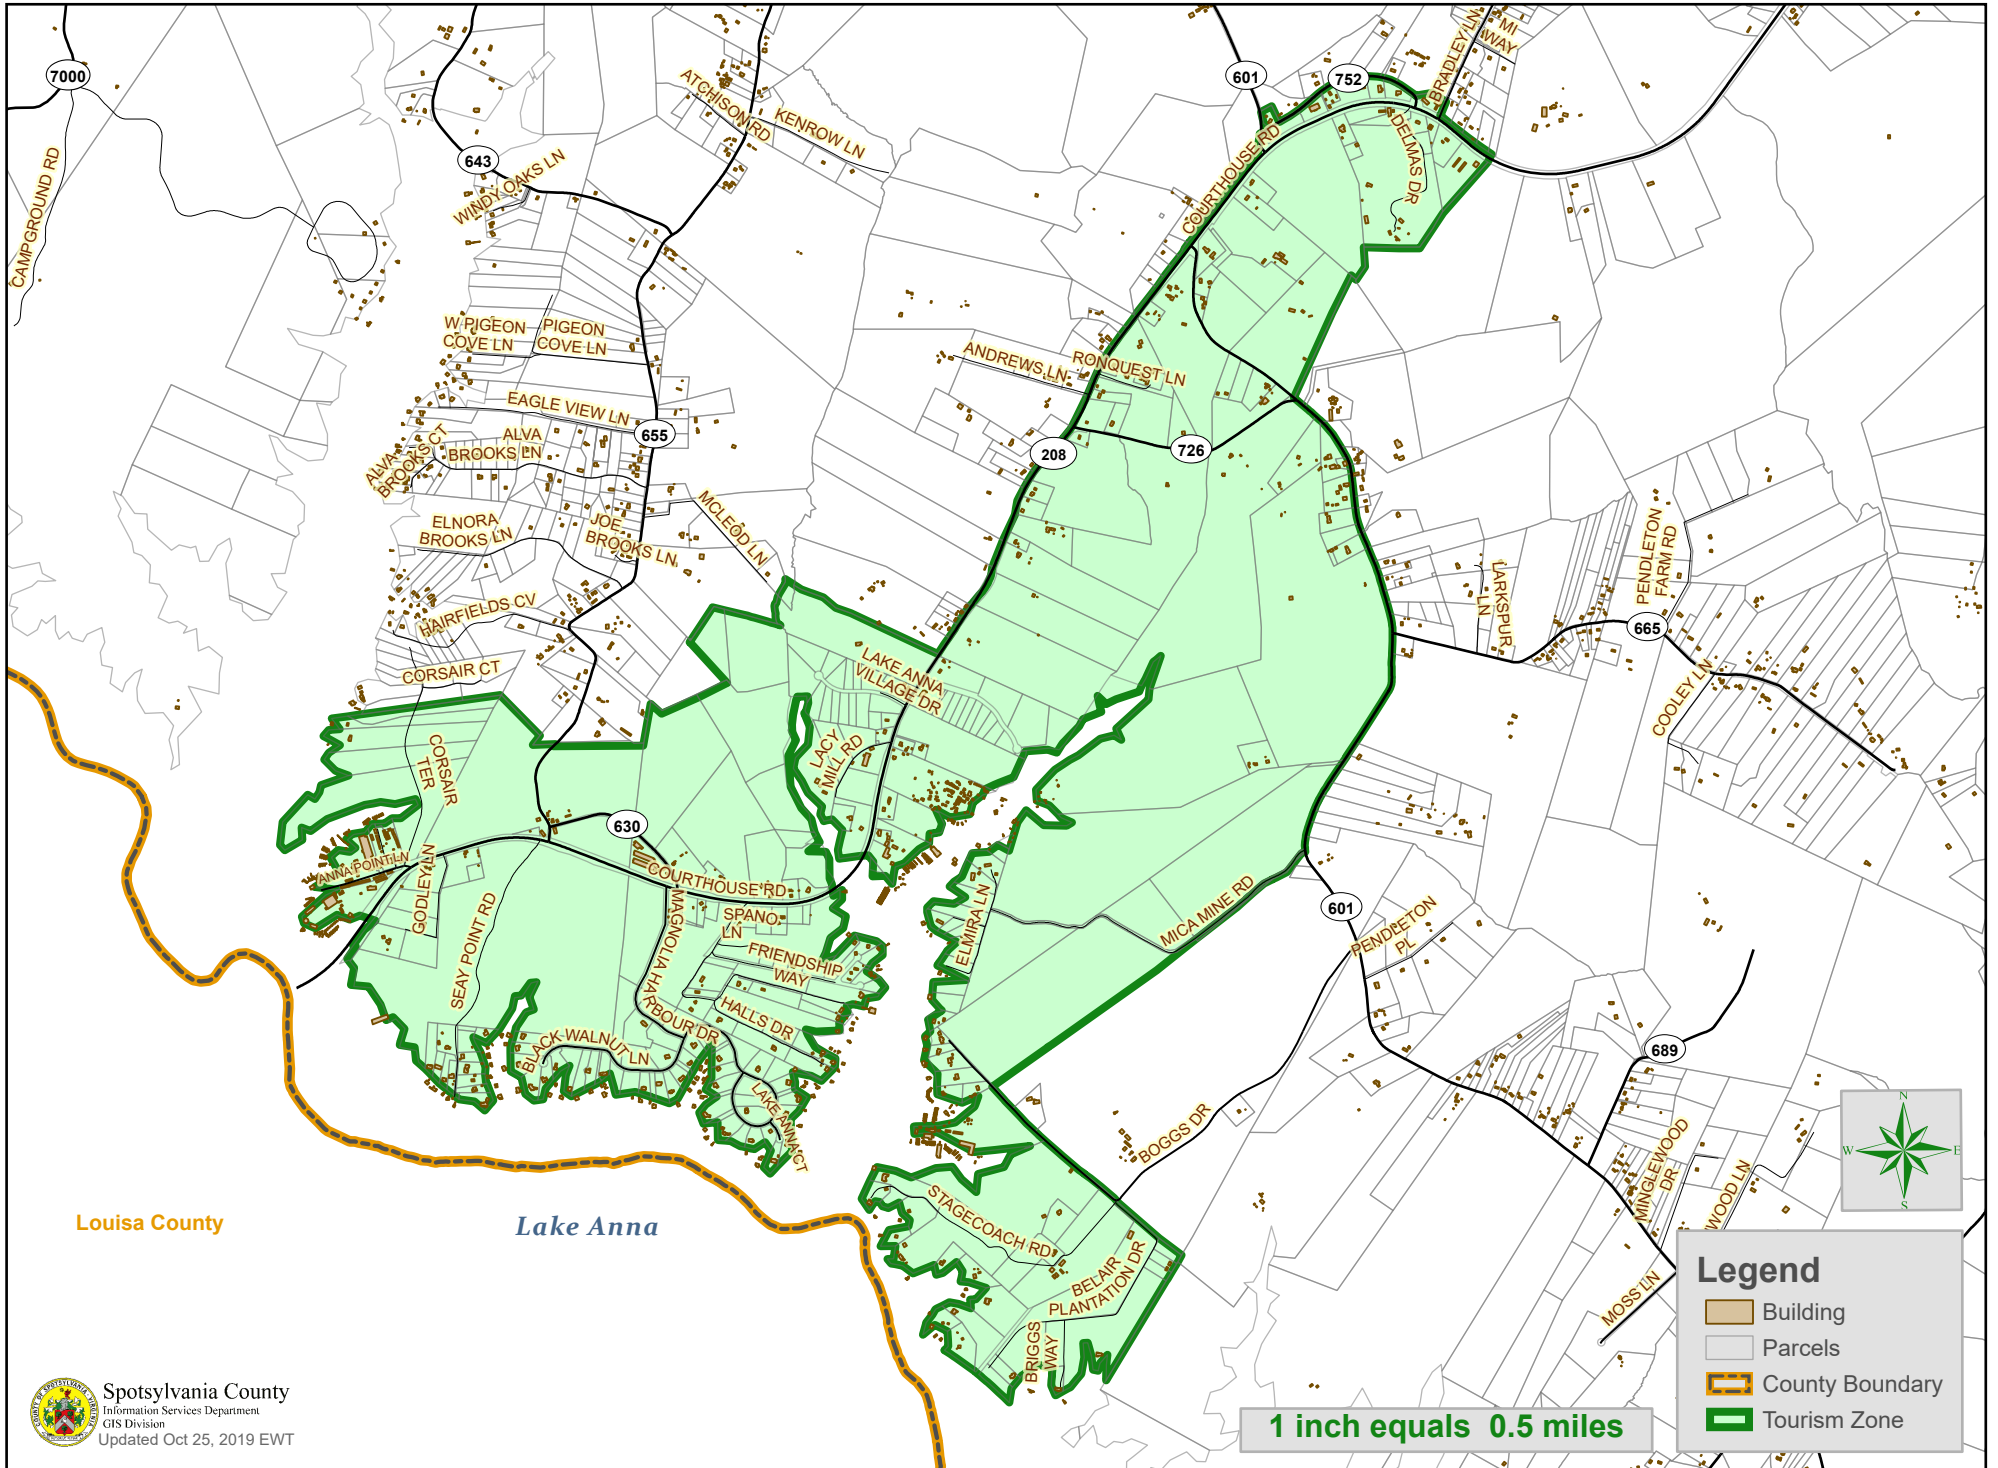 7000
CAMPGROUND RD
643
WINDY OAKS LN
ATCHISON RD
KENROW LN
601
752
BRADLEY LN
MI
WAY
DELMAS DR
COURTHOUSE RD
W PIGEON
COVE LN
PIGEON
COVE LN
EAGLE VIEW LN
655
ALVA
BROOKS CT
ALVA
BROOKS LN
ELNORA
BROOKS LN
JOE
BROOKS LN
MCLEOD LN
HAIRFIELDS CV
CORSAIR CT
ANDREWS LN
RONQUEST LN
208
726
LARKSPUR
LN
PENDLETON
FARM RD
665
COOLEY LN
LAKE ANNA
VILLAGE DR
LACY
MILL RD
CORSAIR
TER
630
ANNA POINT LN
GODLEY LN
SEAY POINT RD
COURTHOUSE RD
MAGNOLIA HARBOUR DR
SPANO
LN
FRIENDSHIP
WAY
HALLS DR
BLACK WALNUT LN
LAKE ANNA CT
ELMIRA LN
MICA MINE RD
601
PENDLETON
PL
689
BOGGS DR
STAGECOACH RD
BELAIR
PLANTATION DR
BRIGGS
WAY
MINGLEWOOD
DR
WOOD LN
MOSS LN
N
W
E
S
Louisa County
Lake Anna
Legend
Building
Parcels
County Boundary
Tourism Zone
1 inch equals 0.5 miles
Spotsylvania County
Information Services Department
GIS Division
Updated Oct 25, 2019 EWT